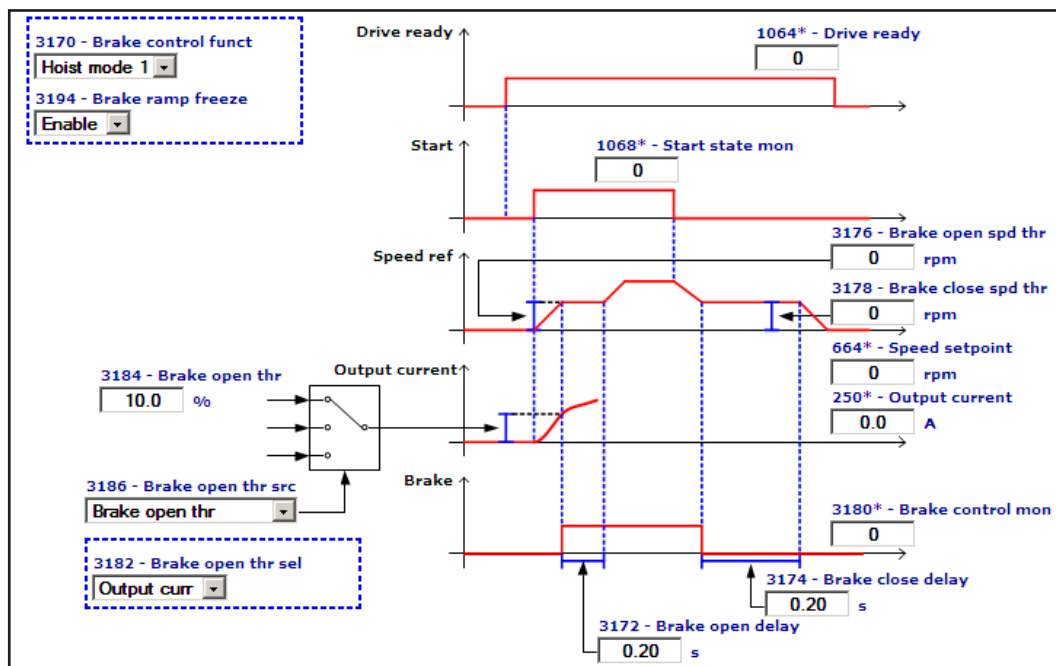 3170 - Brake control funct
Hoist mode 1
3194 - Brake ramp freeze
Enable
Drive ready
1064* - Drive ready
0
Start
1068* - Start state mon
0
Speed ref
3176 - Brake open spd thr
0 rpm
3178 - Brake close spd thr
0 rpm
664* - Speed setpoint
0 rpm
3184 - Brake open thr
10.0 %
Output current
250* - Output current
0.0 A
3186 - Brake open thr src
Brake open thr
Brake
3180* - Brake control mon
0
3182 - Brake open thr sel
Output curr
3174 - Brake close delay
0.20 s
3172 - Brake open delay
0.20 s